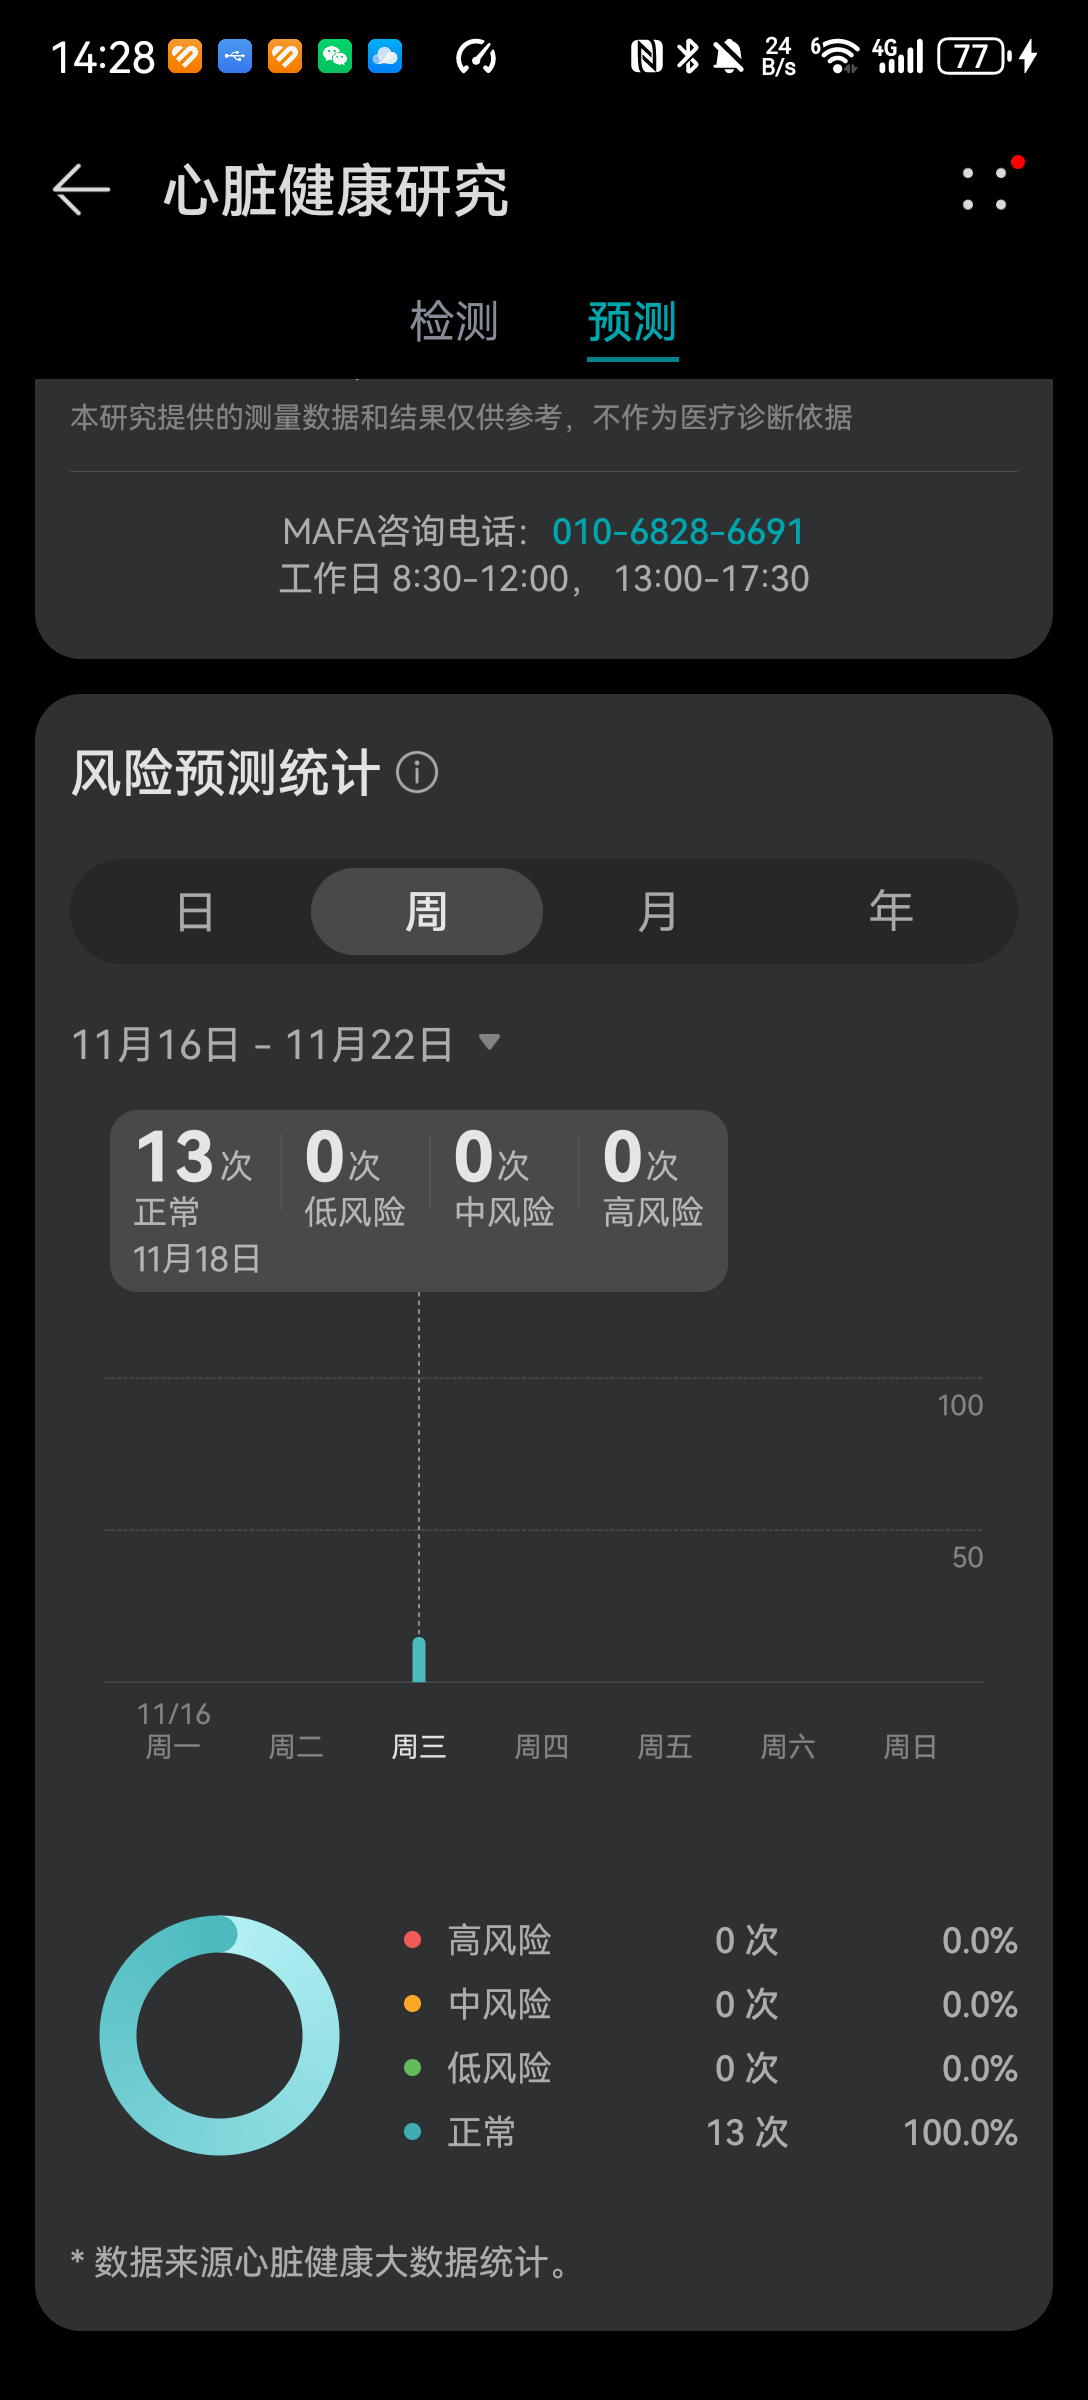 14:28
24 B/s
6
4G
77
心脏健康研究
检测 预测
本研究提供的测量数据和结果仅供参考，不作为医疗诊断依据
MAFA咨询电话：010-6828-6691
工作日 8:30-12:00， 13:00-17:30
风险预测统计
日 周 月 年
11月16日 - 11月22日
13次 0次 0次 0次
正常 低风险 中风险 高风险
11月18日
100
50
11/16
周一 周二 周三 周四 周五 周六 周日
高风险 0 次 0.0%
中风险 0 次 0.0%
低风险 0 次 0.0%
正常 13 次 100.0%
* 数据来源心脏健康大数据统计。